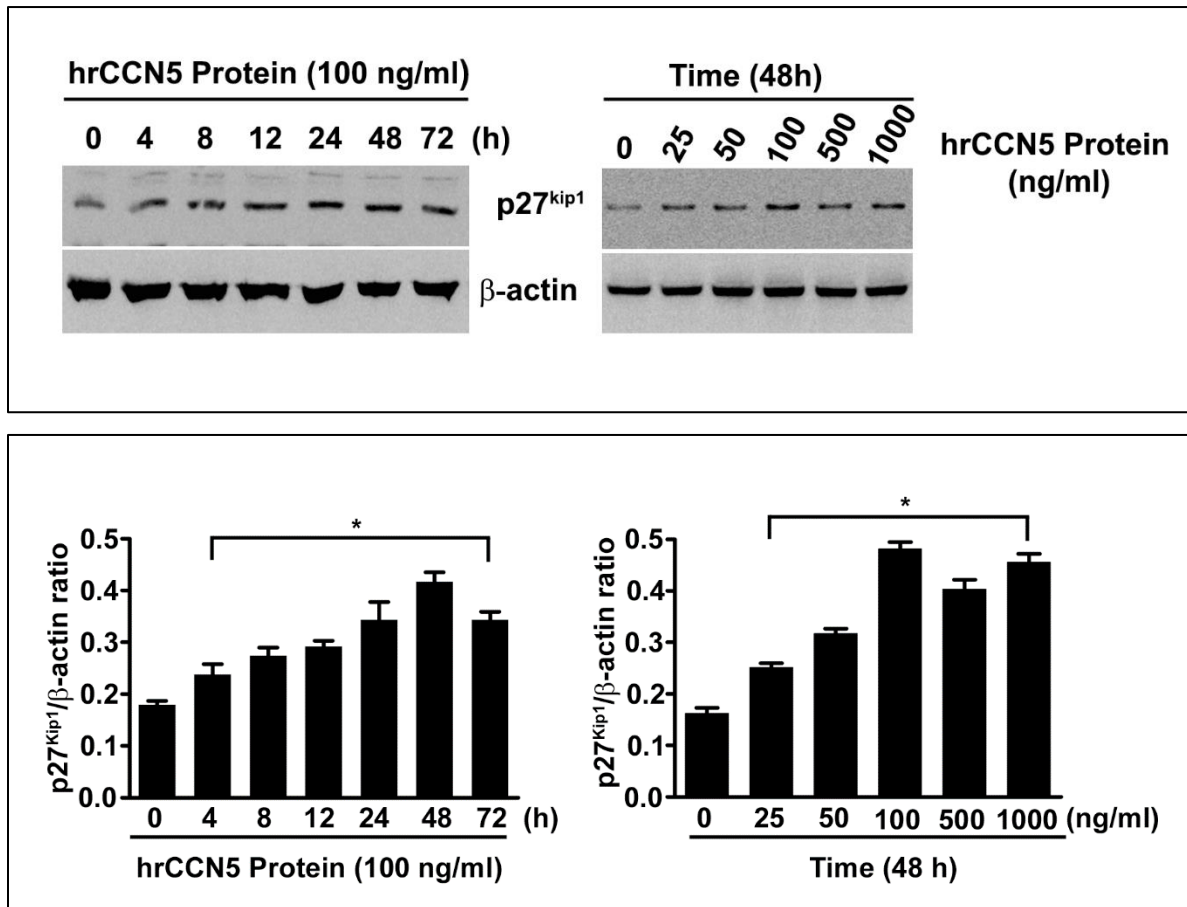 hrCCN5 Protein (100 ng/ml)
0 4 8 12 24 48 72 (h)
Time (48h)
0 25 50 100 500 1000
hrCCN5 Protein
(ng/ml)
p27kip1
β-actin
p27Kip1/β-actin ratio
0.5
0.4
0.3
0.2
0.1
0.0
*
0 4 8 12 24 48 72 (h)
hrCCN5 Protein (100 ng/ml)
p27Kip1/β-actin ratio
0.5
0.4
0.3
0.2
0.1
0.0
*
0 25 50 100 500 1000 (ng/ml)
Time (48 h)